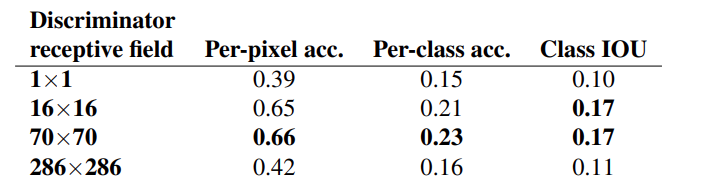 Discriminator
receptive field Per-pixel acc. Per-class acc. Class IOU
1×1 0.39 0.15 0.10
16×16 0.65 0.21 0.17
70×70 0.66 0.23 0.17
286×286 0.42 0.16 0.11